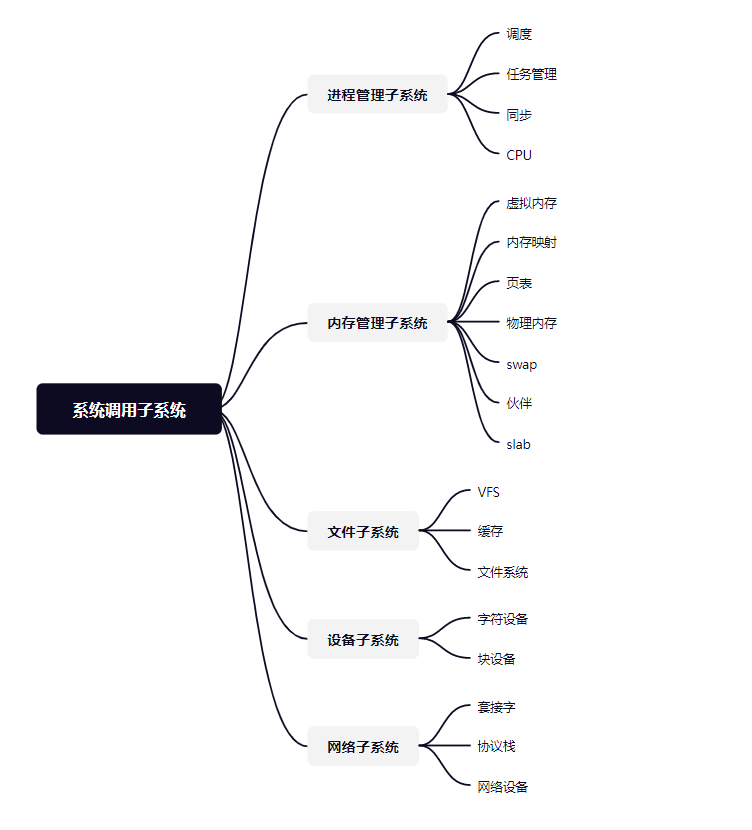 系统调用子系统
进程管理子系统
调度
任务管理
同步
CPU
内存管理子系统
虚拟内存
内存映射
页表
物理内存
swap
伙伴
slab
文件子系统
VFS
缓存
文件系统
设备子系统
字符设备
块设备
网络子系统
套接字
协议栈
网络设备